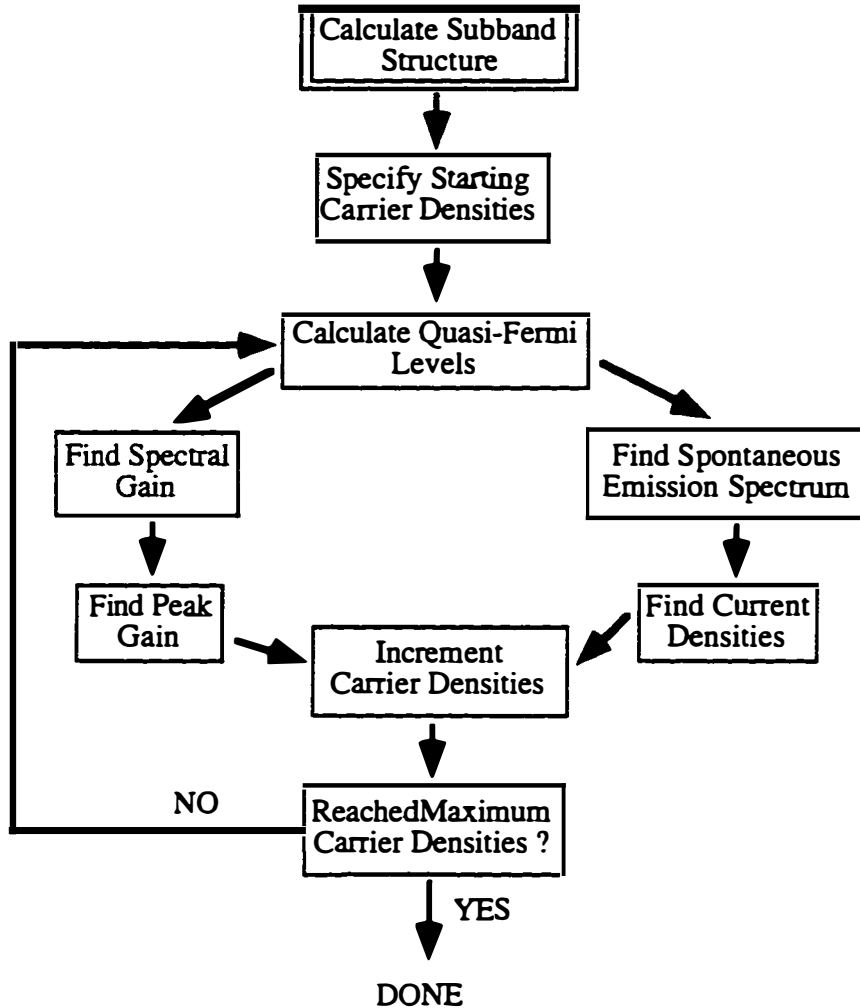 Calculate Subband
Structure
Specify Starting
Carrier Densities
Calculate Quasi-Fermi
Levels
Find Spectral
Gain
Find Spontaneous
Emission Spectrum
Find Peak
Gain
Find Current
Densities
Increment
Carrier Densities
NO
ReachedMaximum
Carrier Densities ?
YES
DONE